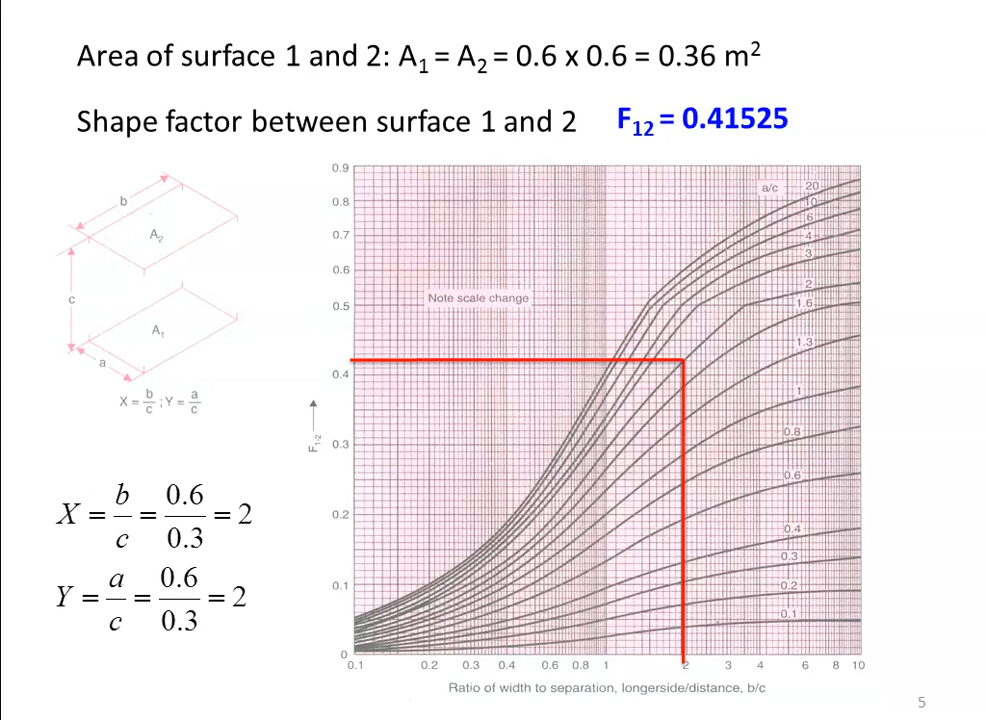 Area of surface 1 and 2: A₁ = A₂ = 0.6 x 0.6 = 0.36 m²
Shape factor between surface 1 and 2 F₁₂ = 0.41525
b
A₂
c
A₁
a
X = b/c ; Y = a/c
X = b/c = 0.6/0.3 = 2
Y = a/c = 0.6/0.3 = 2
0.9
0.8
0.7
0.6
0.5
0.4
0.3
0.2
0.1
0
F₁₋₂
Note scale change
a/c 20
10
6
4
3
2
1.6
1.3
1
0.8
0.6
0.4
0.3
0.2
0.1
0.1 0.2 0.3 0.4 0.6 0.8 1 2 3 4 6 8 10
Ratio of width to separation, longerside/distance, b/c
5